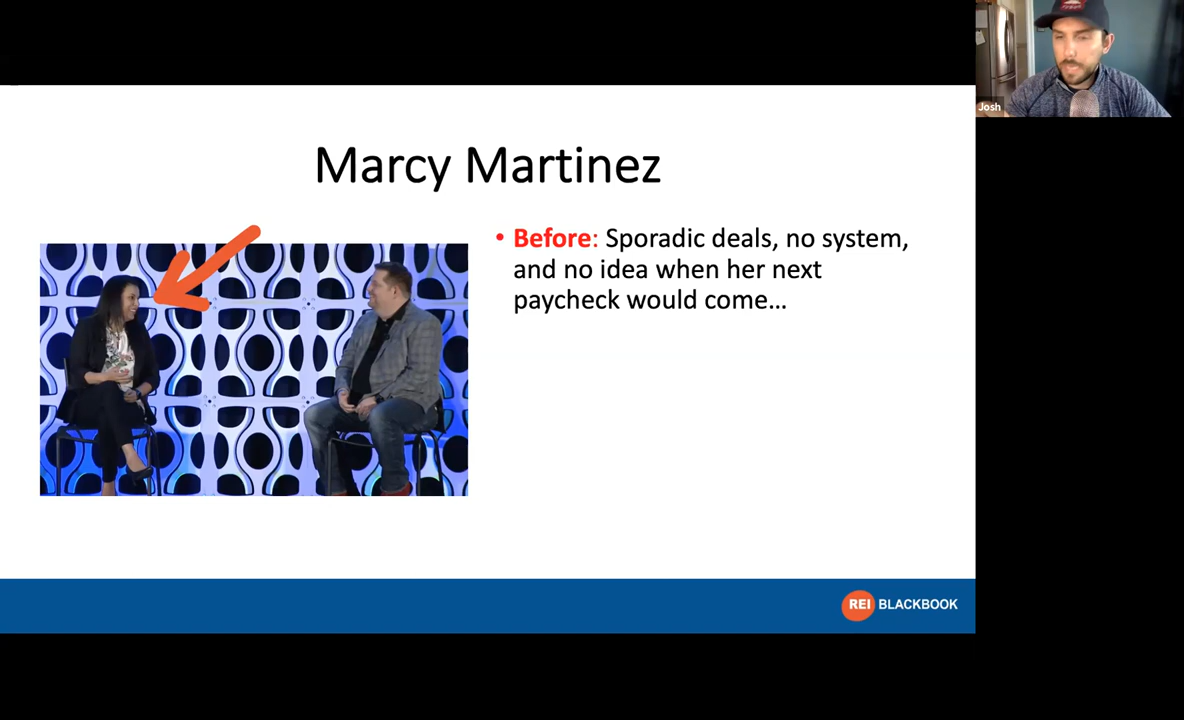 Josh
Marcy Martinez
• Before: Sporadic deals, no system,
and no idea when her next
paycheck would come...
REI BLACKBOOK